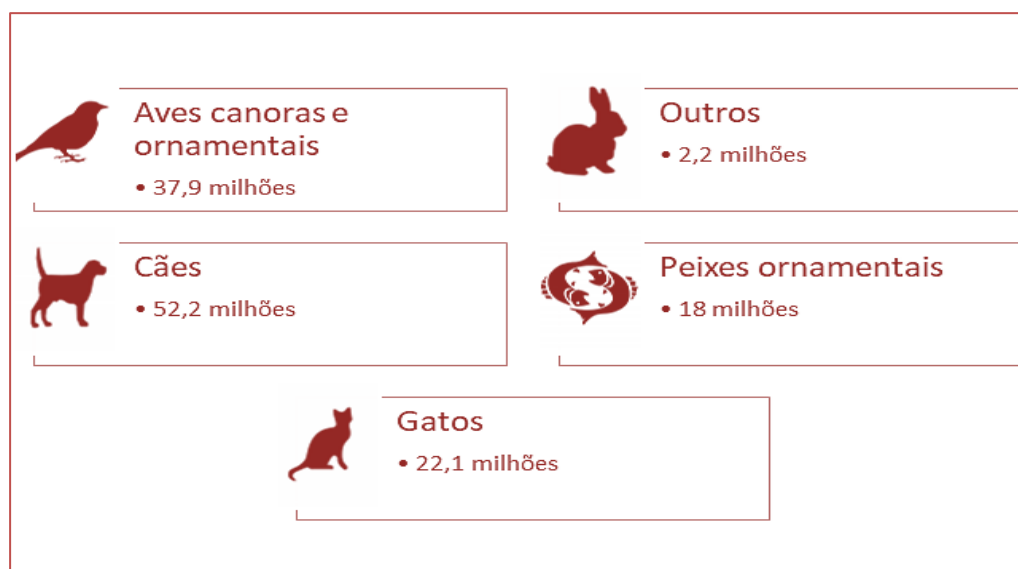 Aves canoras e
ornamentais
• 37,9 milhões
Outros
• 2,2 milhões
Cães
• 52,2 milhões
Peixes ornamentais
• 18 milhões
Gatos
• 22,1 milhões